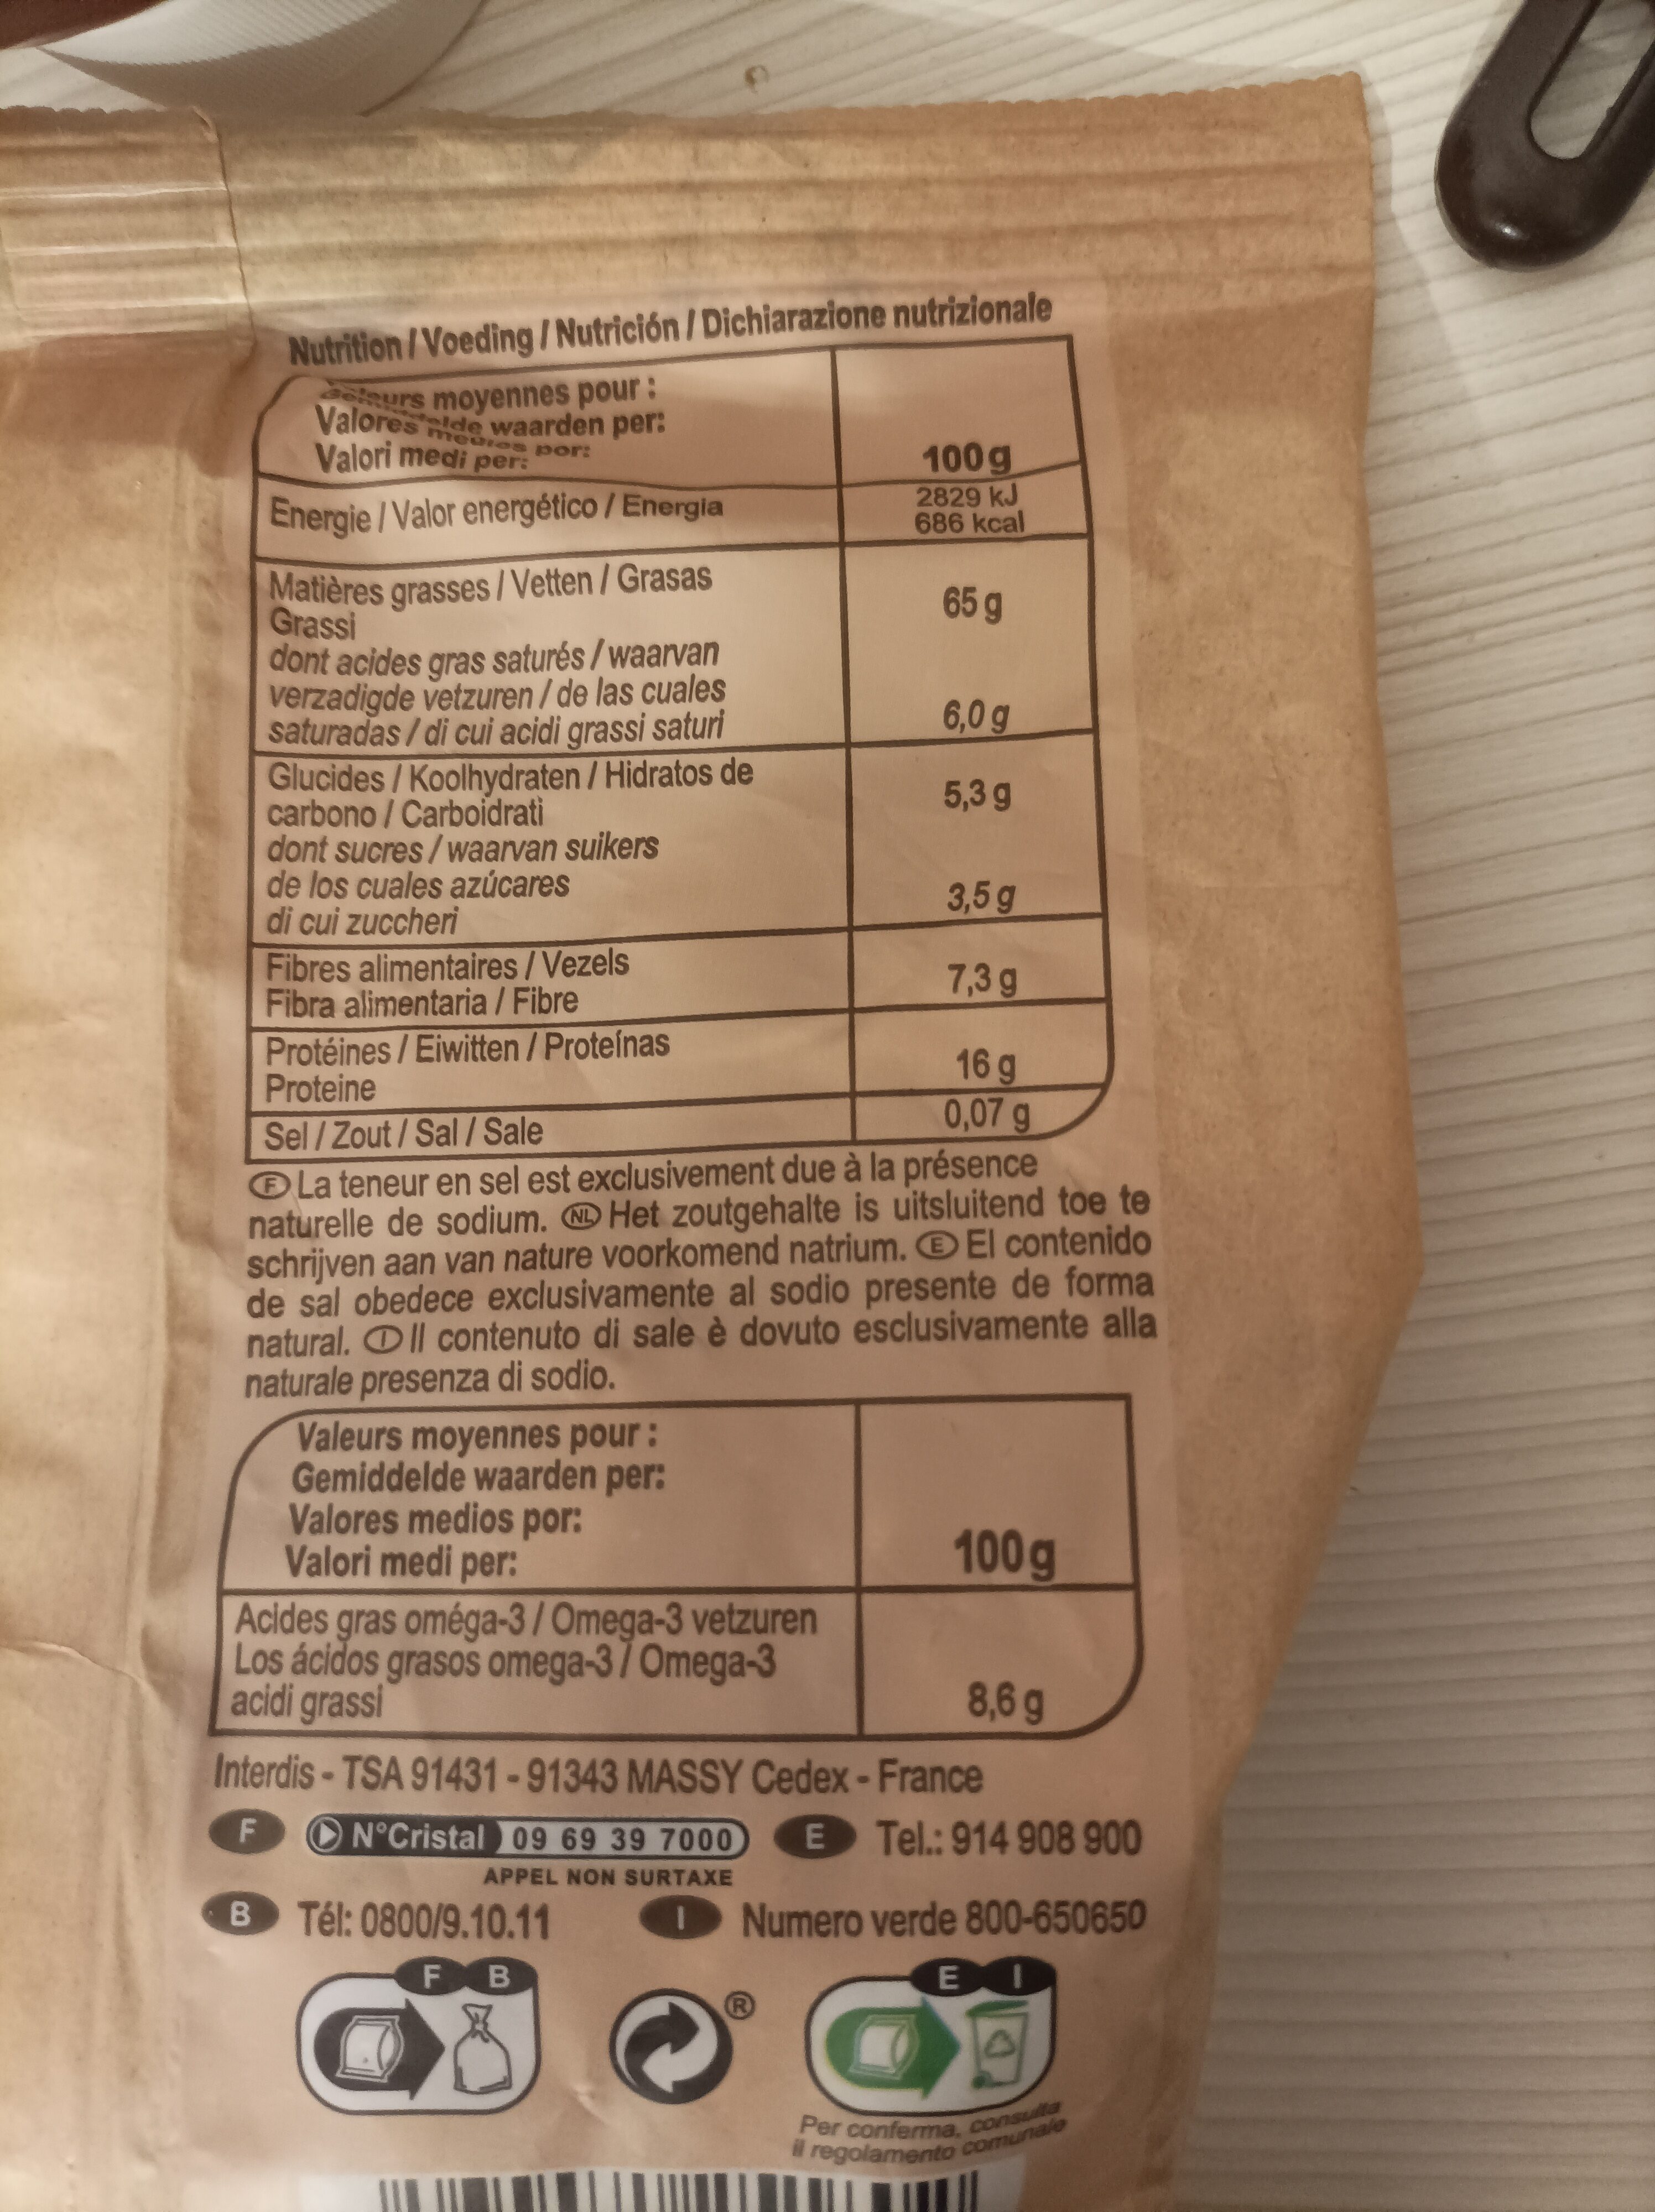 Nutrition / Voeding / Nutrición / Dichiarazione nutrizionale
moyennes pour :
Valores waarden per:
por:
Valori medi per:
100g
Energie / Valor energético / Energia
2829 kJ
686 kcal
Matières grasses / Vetten / Grasas
Grassi
65 g
dont acides gras saturés / waarvan
verzadigde vetzuren / de las cuales
saturadas / di cui acidi grassi saturi
6,0 g
Glucides / Koolhydraten / Hidratos de
carbono / Carboidrati
5,3 g
dont sucres / waarvan suikers
de los cuales azúcares
di cui zuccheri
3,5 g
Fibres alimentaires / Vezels
Fibra alimentaria / Fibre
7,3 g
Protéines / Eiwitten / Proteínas
Proteine
16 g
Sel / Zout / Sal / Sale
0,07 g
F La teneur en sel est exclusivement due à la présence
naturelle de sodium. NL Het zoutgehalte is uitsluitend toe te
schrijven aan van nature voorkomend natrium. E El contenido
de sal obedece exclusivamente al sodio presente de forma
natural. I Il contenuto di sale è dovuto esclusivamente alla
naturale presenza di sodio.
Valeurs moyennes pour :
Gemiddelde waarden per:
Valores medios por:
Valori medi per:
100g
Acides gras oméga-3 / Omega-3 vetzuren
Los ácidos grasos omega-3 / Omega-3
acidi grassi
8,6 g
Interdis - TSA 91431 - 91343 MASSY Cedex - France
F N°Cristal 09 69 39 7000 E Tel.: 914 908 900
APPEL NON SURTAXE
B Tél: 0800/9.10.11 I Numero verde 800-650650
F B
®
E I
Per conferma, consulta
il regolamento comunale